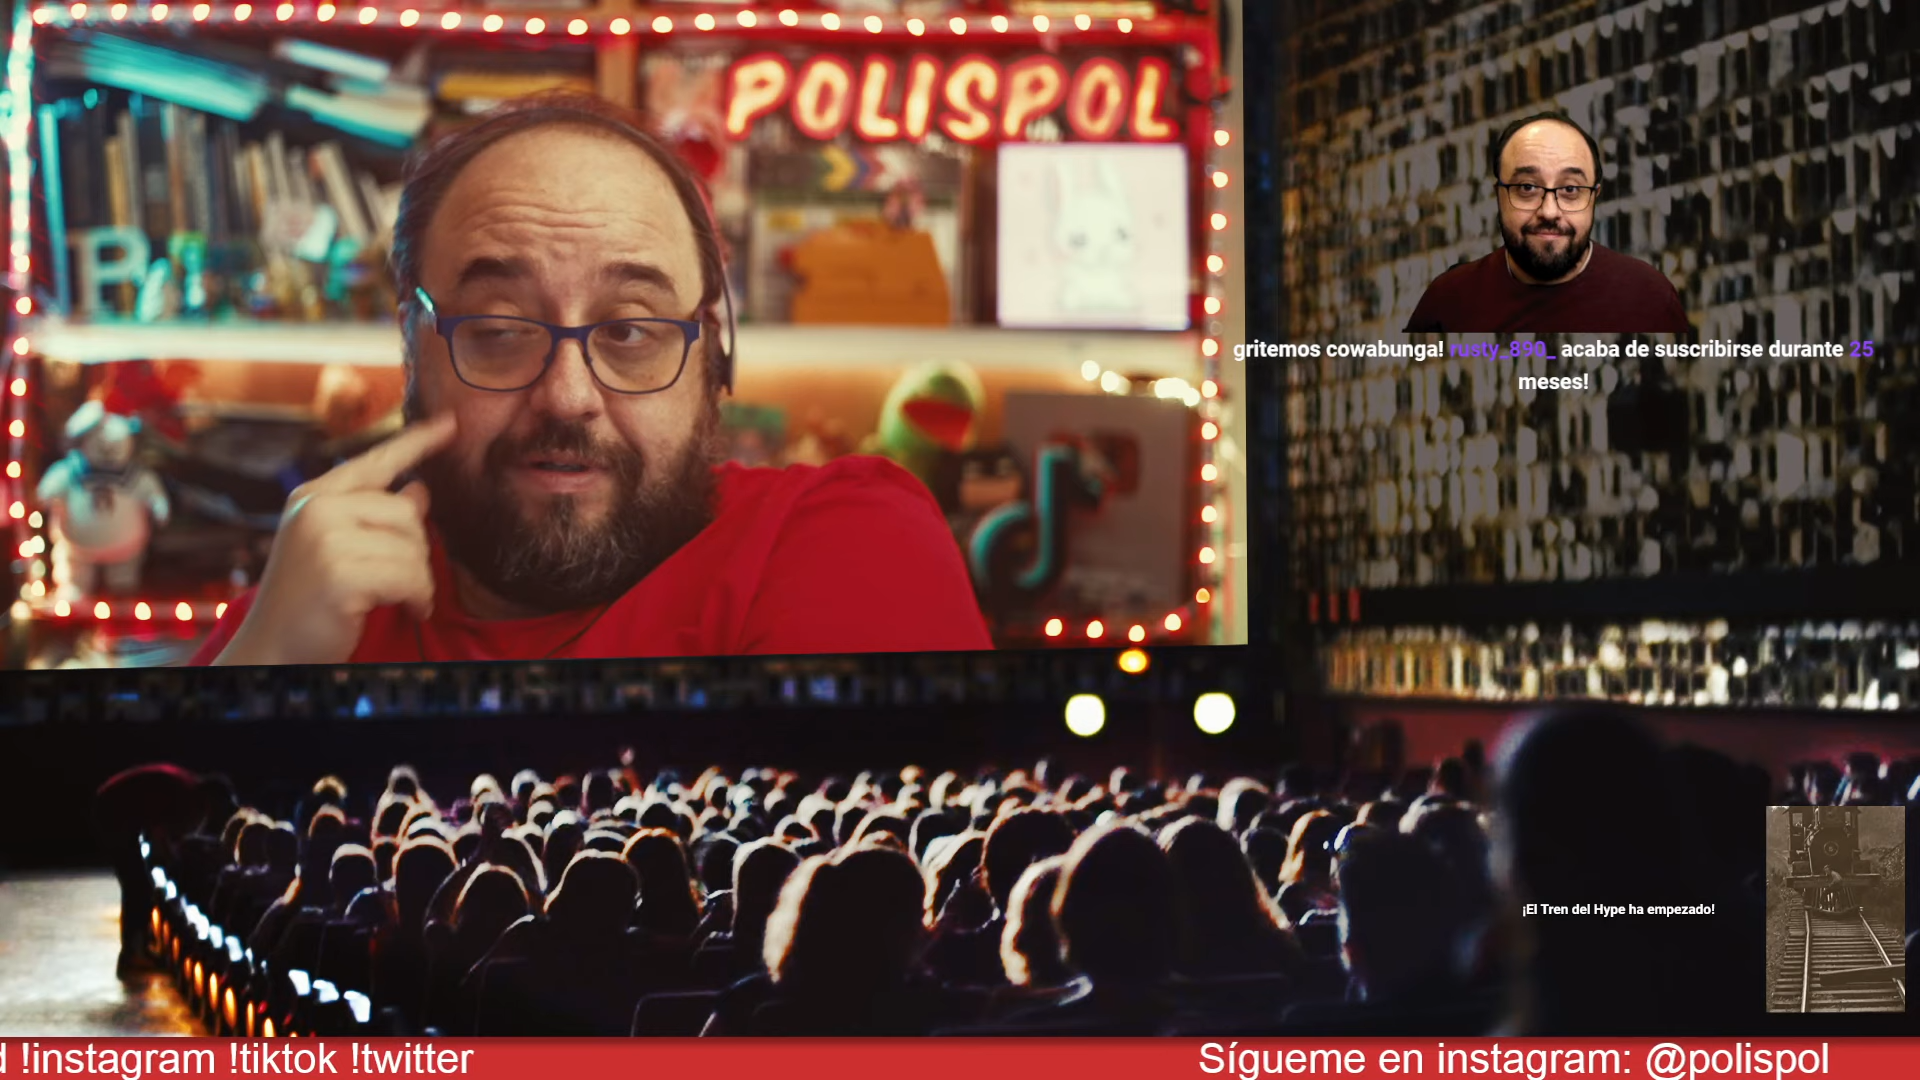 POLISPOL
gritemos cowabunga! rusty_890_ acaba de suscribirse durante 25
meses!
¡El Tren del Hype ha empezado!
!instagram !tiktok !twitter
Sígueme en instagram: @polispol